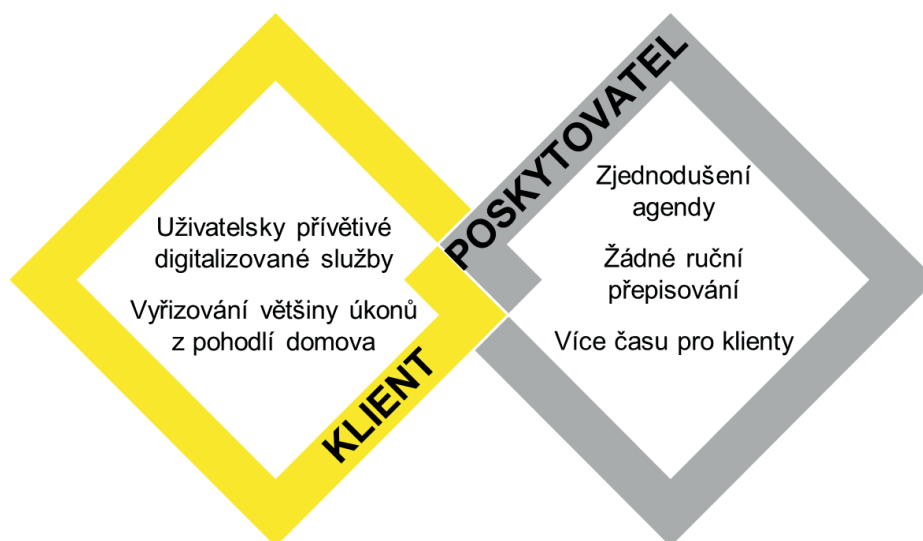 Uživatelsky přívětivé
digitalizované služby
Vyřizování většiny úkonů
z pohodlí domova
KLIENT
POSKYTOVATEL
Zjednodušení
agendy
Žádné ruční
přepisování
Více času pro klienty